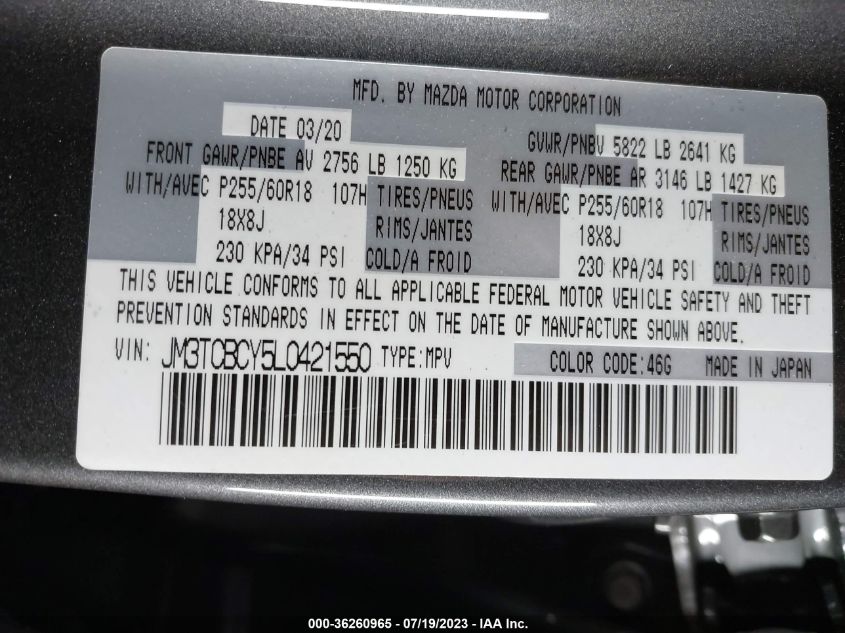 MFD. BY MAZDA MOTOR CORPORATION
DATE 03/20 GVWR/PNBV 5822 LB 2641 KG
FRONT GAWR/PNBE AV 2756 LB 1250 KG REAR GAWR/PNBE AR 3146 LB 1427 KG
WITH/AVEC P255/60R18 107H TIRES/PNEUS WITH/AVEC P255/60R18 107H TIRES/PNEUS
18X8J RIMS/JANTES 18X8J RIMS/JANTES
230 KPA/34 PSI COLD/A FROID 230 KPA/34 PSI COLD/A FROID
THIS VEHICLE CONFORMS TO ALL APPLICABLE FEDERAL MOTOR VEHICLE SAFETY AND THEFT
PREVENTION STANDARDS IN EFFECT ON THE DATE OF MANUFACTURE SHOWN ABOVE.
VIN: JM3TCBCY5L0421550 TYPE:MPV COLOR CODE:46G MADE IN JAPAN
000-36260965 - 07/19/2023 - IAA Inc.